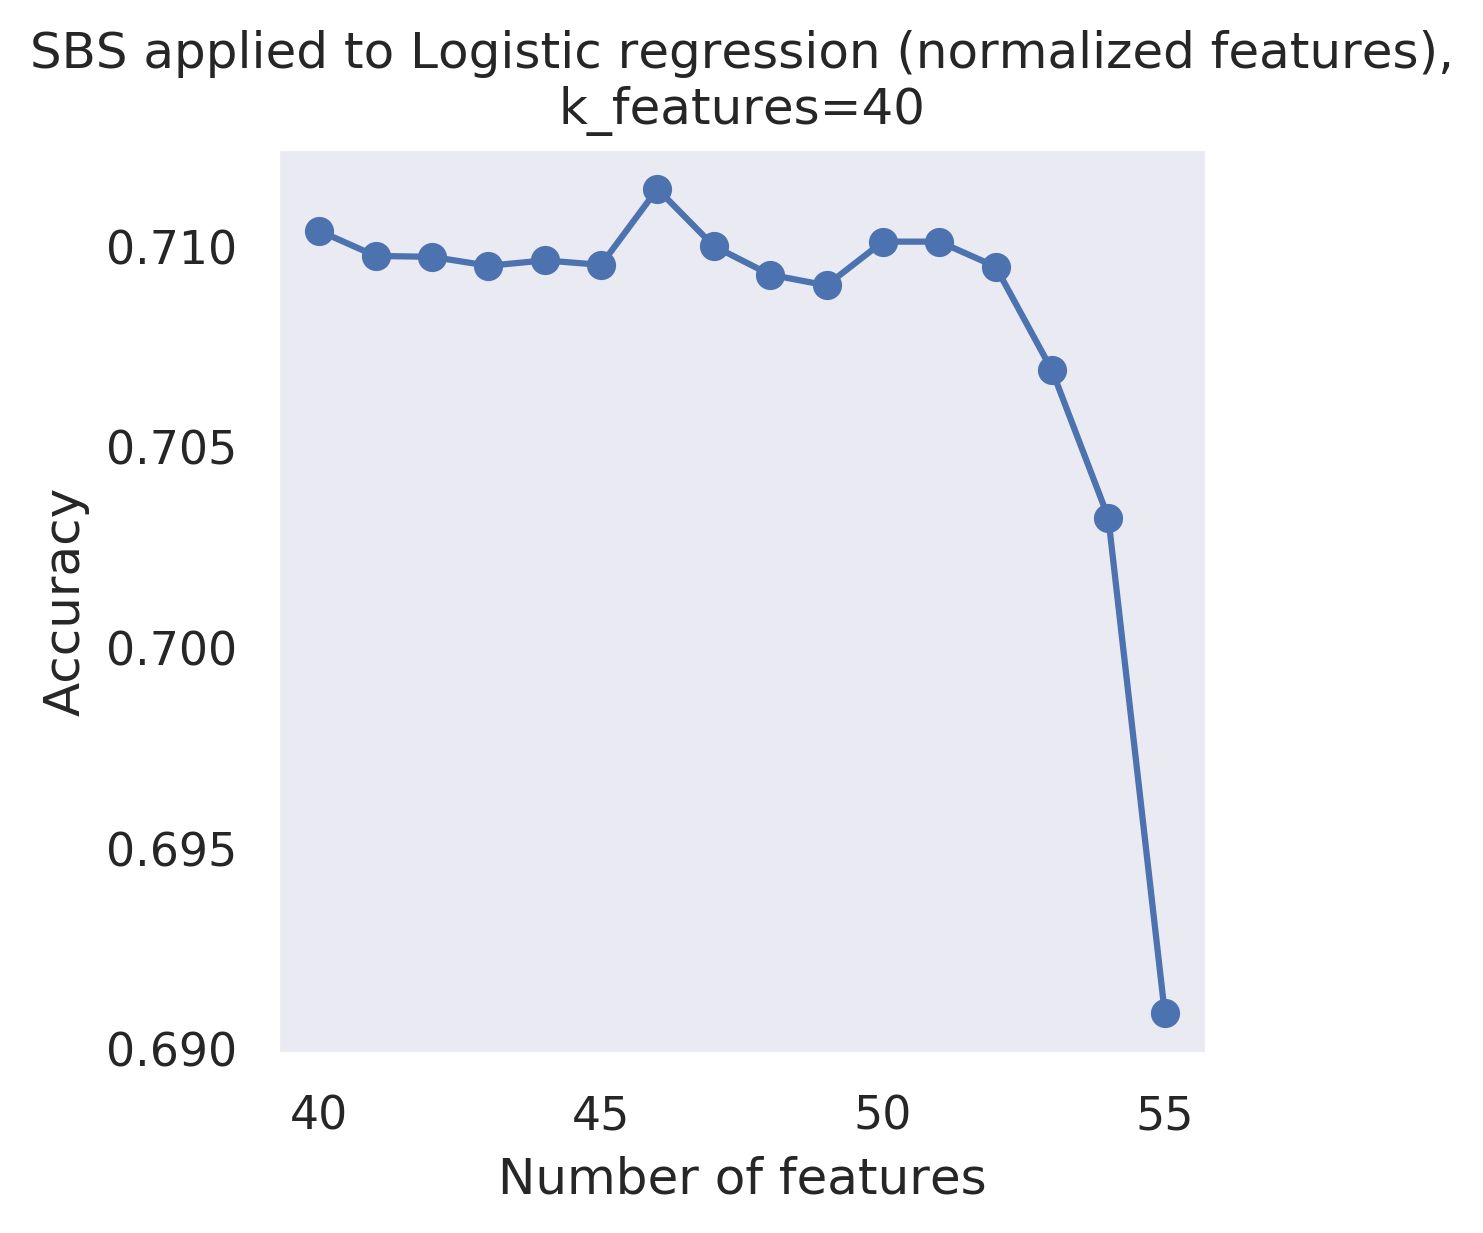 SBS applied to Logistic regression (normalized features),
k_features=40
0.710
0.705
0.700
0.695
0.690
Accuracy
40 45 50 55
Number of features